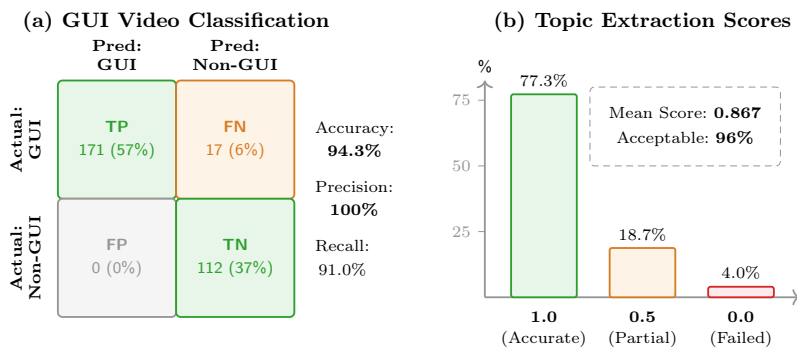 (a) GUI Video Classification
Pred:
GUI
Pred:
Non-GUI
Actual:
GUI
TP
171 (57%)
FN
17 (6%)
Actual:
Non-GUI
FP
0 (0%)
TN
112 (37%)
Accuracy:
94.3%
Precision:
100%
Recall:
91.0%
(b) Topic Extraction Scores
%
75
50
25
77.3%
18.7%
4.0%
Mean Score: 0.867
Acceptable: 96%
1.0
(Accurate)
0.5
(Partial)
0.0
(Failed)